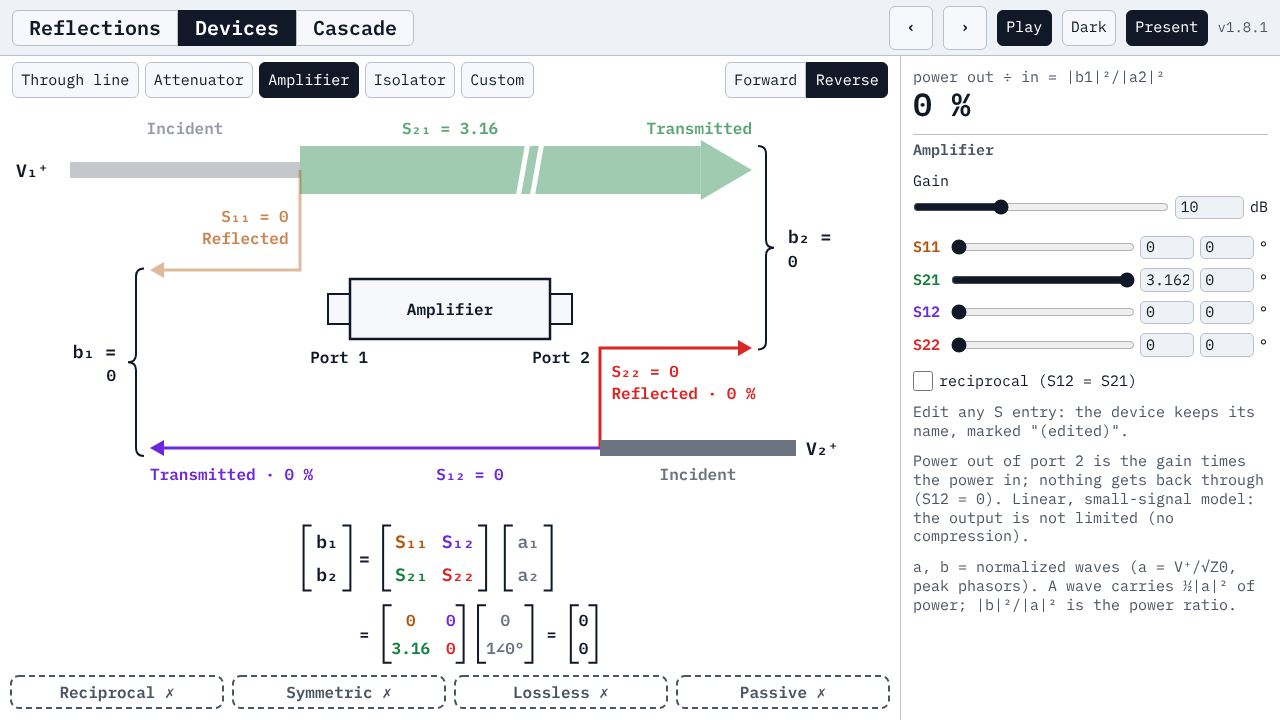 Reflections Devices Cascade ‹ › Play Dark Present v1.8.1
Through line Attenuator Amplifier Isolator Custom Forward Reverse
Incident S₂₁ = 3.16 Transmitted
V₁⁺
S₁₁ = 0
Reflected
b₂ =
0
Amplifier
Port 1 Port 2
b₁ =
0
S₂₂ = 0
Reflected · 0 %
V₂⁺
Transmitted · 0 % S₁₂ = 0 Incident
b₁ = S₁₁ S₁₂ a₁
b₂ S₂₁ S₂₂ a₂
= 0 0 0 = 0
3.16 0 1∠0° 0
Reciprocal ✗ Symmetric ✗ Lossless ✗ Passive ✗
power out ÷ in = |b1|²/|a2|²
0 %
Amplifier
Gain
10 dB
S11 0 0 °
S21 3.162 0 °
S12 0 0 °
S22 0 0 °
reciprocal (S12 = S21)
Edit any S entry: the device keeps its
name, marked "(edited)".
Power out of port 2 is the gain times
the power in; nothing gets back through
(S12 = 0). Linear, small-signal model:
the output is not limited (no
compression).
a, b = normalized waves (a = V⁺/√Z0,
peak phasors). A wave carries ½|a|² of
power; |b|²/|a|² is the power ratio.